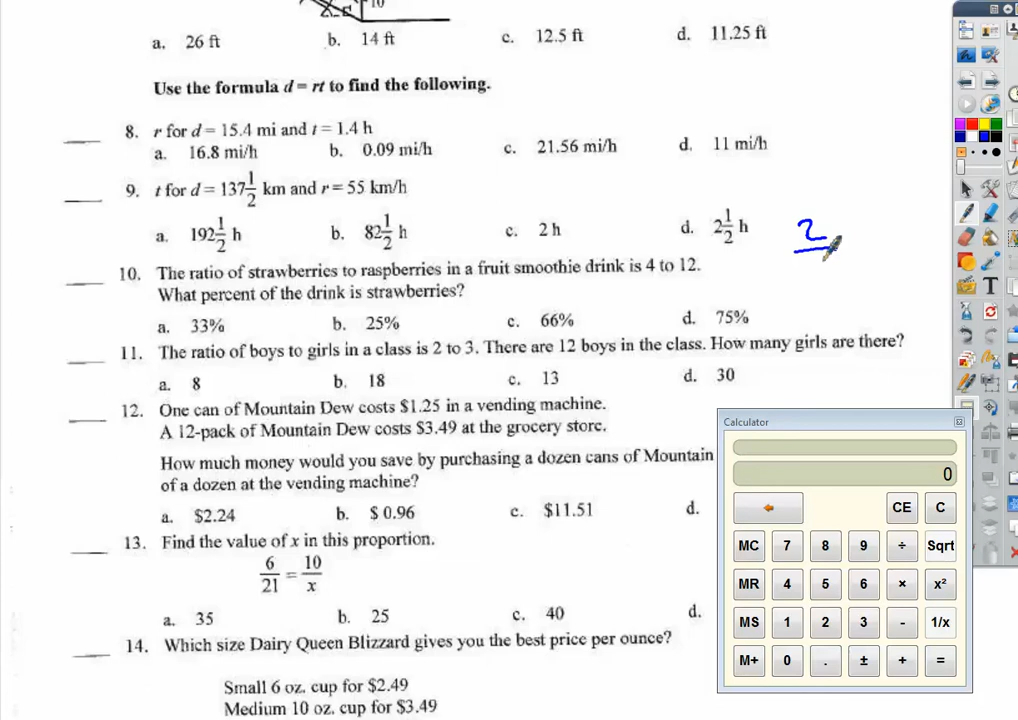 10
a. 26 ft b. 14 ft c. 12.5 ft d. 11.25 ft
Use the formula d = rt to find the following.
8. r for d = 15.4 mi and t = 1.4 h
a. 16.8 mi/h b. 0.09 mi/h c. 21.56 mi/h d. 11 mi/h
9. t for d = 137 1/2 km and r = 55 km/h
a. 192 1/2 h b. 82 1/2 h c. 2 h d. 2 1/2 h
2
10. The ratio of strawberries to raspberries in a fruit smoothie drink is 4 to 12.
What percent of the drink is strawberries?
a. 33% b. 25% c. 66% d. 75%
11. The ratio of boys to girls in a class is 2 to 3. There are 12 boys in the class. How many girls are there?
a. 8 b. 18 c. 13 d. 30
12. One can of Mountain Dew costs $1.25 in a vending machine.
A 12-pack of Mountain Dew costs $3.49 at the grocery store.
How much money would you save by purchasing a dozen cans of Mountain
of a dozen at the vending machine?
a. $2.24 b. $ 0.96 c. $11.51 d.
13. Find the value of x in this proportion.
6/21 = 10/x
a. 35 b. 25 c. 40 d.
14. Which size Dairy Queen Blizzard gives you the best price per ounce?
Small 6 oz. cup for $2.49
Medium 10 oz. cup for $3.49
Calculator
0
CE C
MC 7 8 9 ÷ Sqrt
MR 4 5 6 × x²
MS 1 2 3 - 1/x
M+ 0 . ± + =
T